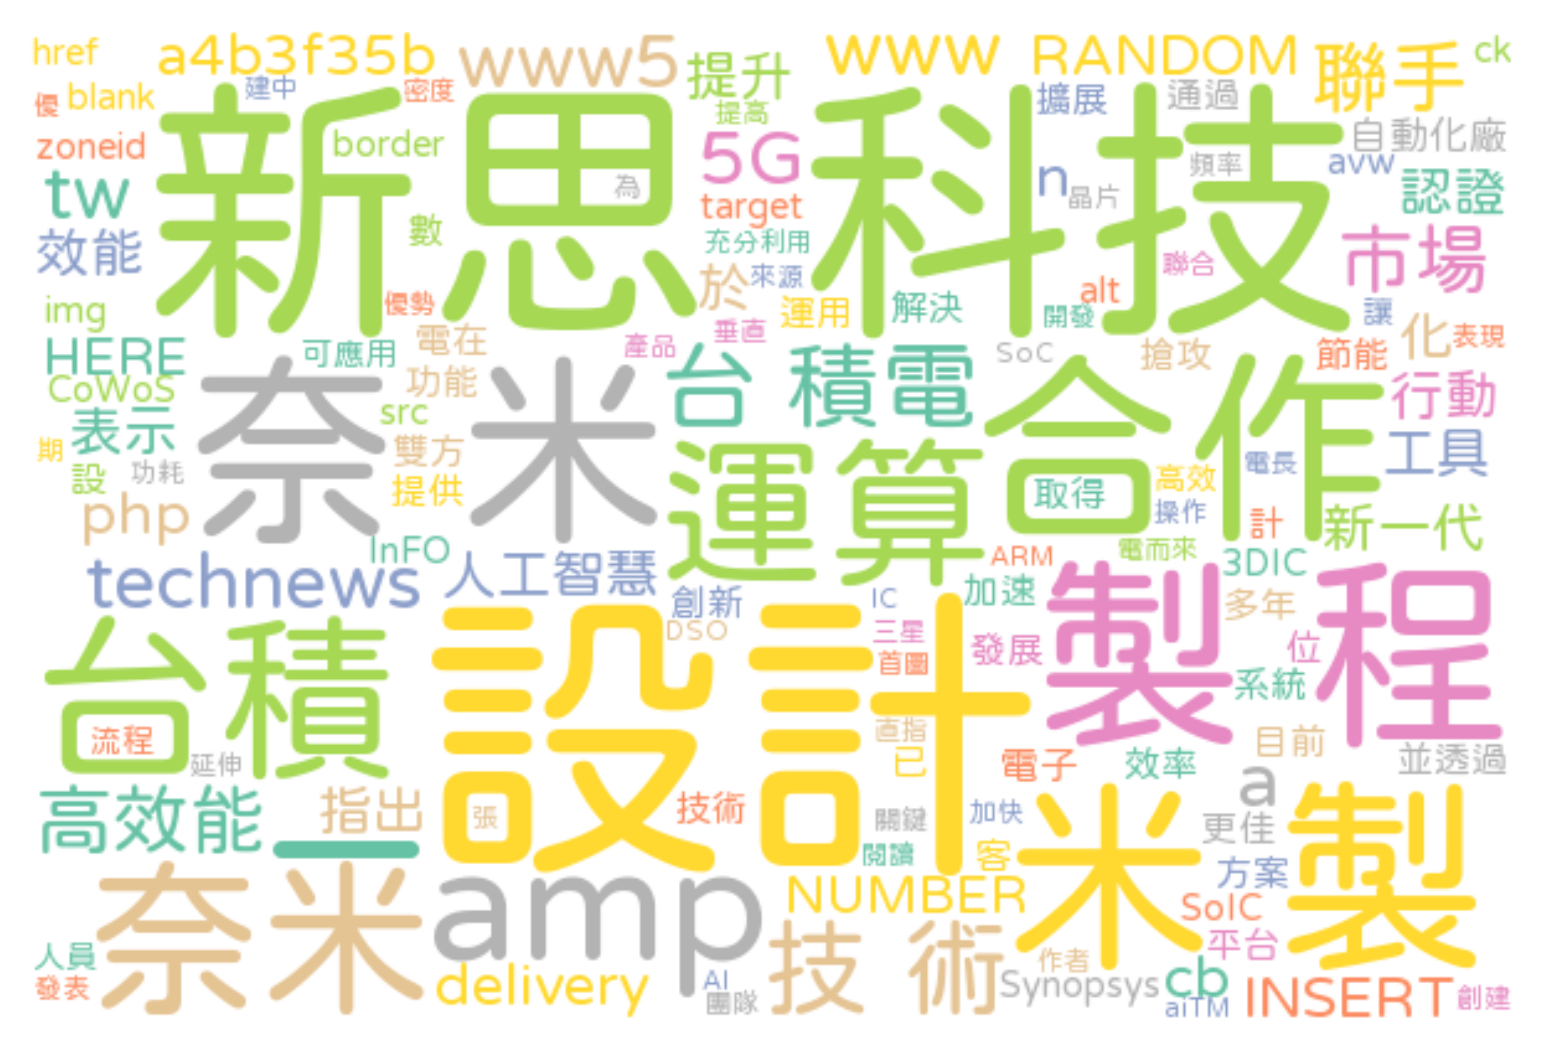 href
a4b3f35b
www5
提升
www
RANDOM
聯手
ck
優
blank
建中
密度
提高
擴展
通過
自動化廠
zoneid
新思科技
border
5G
n
頻率
avw
認證
tw
為
target
晶片
效能
數
充分利用
於
來源
聯合
市場
img
優勢
運用
解決
alt
開發
讓
化
表現
HERE
可應用
電在
產品
垂直
SoC
搶攻
節能
CoWoS
功能
奈米
台 積電
合作
行動
表示
src
期
雙方
運算
工具
設
功耗
提供
取得
高效
電長
操作
php
計
新一代
InFO
ARM
電而來
3DIC
technews
人工智慧
創新
IC
加速
製程
多年
台積
設計
DSO
三星
首圖
發展
位
系統
流程
延伸
直指
已
電子
效率
目前
並透過
高效能
指出
張
技術
關鍵
加快
a
更佳
一
閱讀
客
米製
方案
奈米
amp
NUMBER
SoIC
人員
技 術
作者
平台
發表
delivery
AI
團隊
Synopsys
cb
aiTM
INSERT
創建